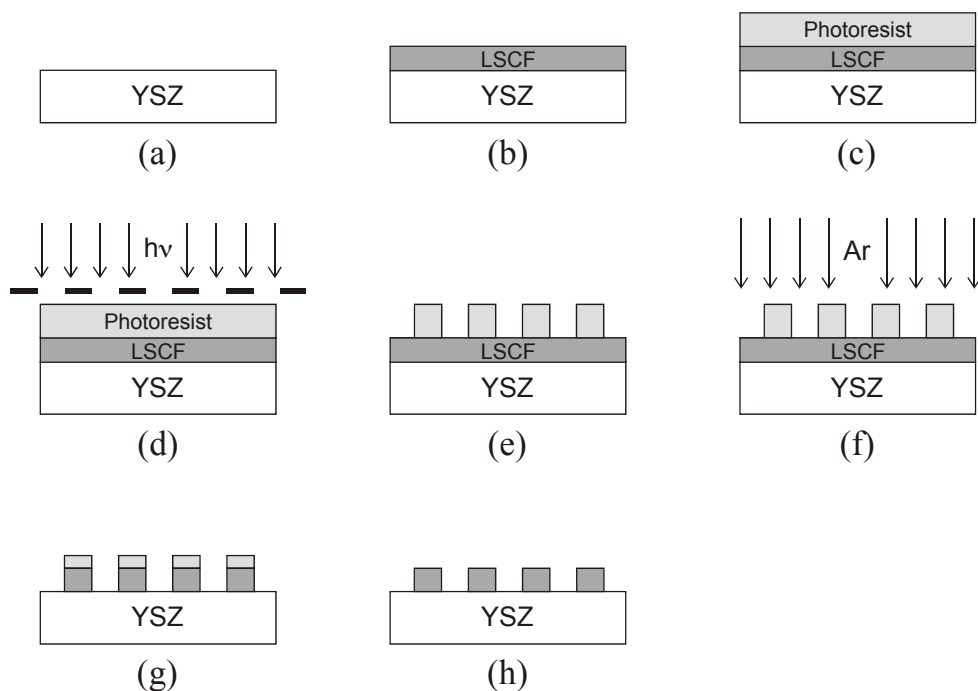 YSZ
(a)
LSCF
YSZ
(b)
Photoresist
LSCF
YSZ
(c)
hν
Photoresist
LSCF
YSZ
(d)
LSCF
YSZ
(e)
Ar
LSCF
YSZ
(f)
YSZ
(g)
YSZ
(h)